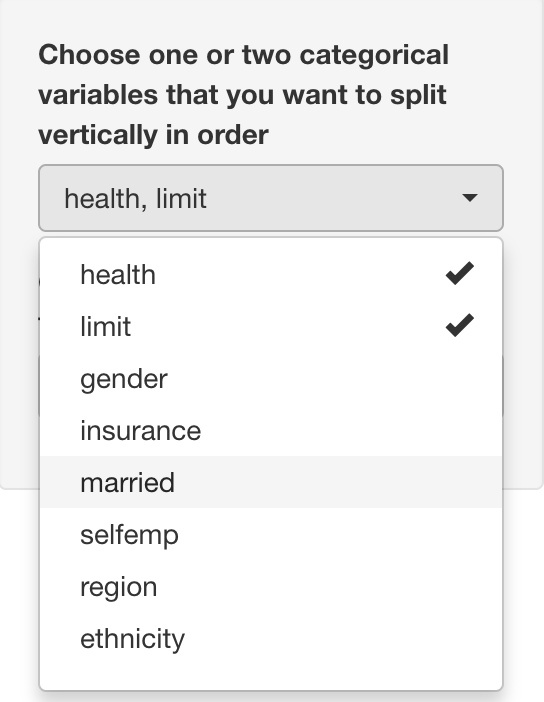 Choose one or two categorical
variables that you want to split
vertically in order
health, limit
health
limit
gender
insurance
married
selfemp
region
ethnicity